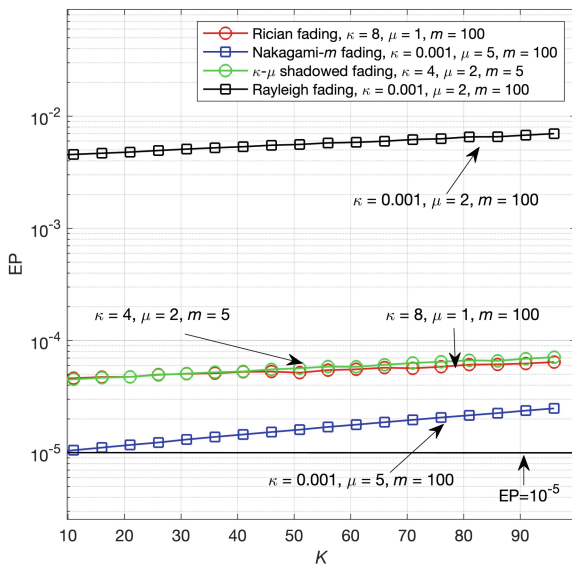 Rician fading, κ = 8, μ = 1, m = 100
Nakagami-m fading, κ = 0.001, μ = 5, m = 100
κ-μ shadowed fading, κ = 4, μ = 2, m = 5
Rayleigh fading, κ = 0.001, μ = 2, m = 100
10⁻²
κ = 0.001, μ = 2, m = 100
10⁻³
EP
κ = 4, μ = 2, m = 5
κ = 8, μ = 1, m = 100
10⁻⁴
κ = 0.001, μ = 5, m = 100
10⁻⁵
EP=10⁻⁵
10 20 30 40 50 60 70 80 90
K